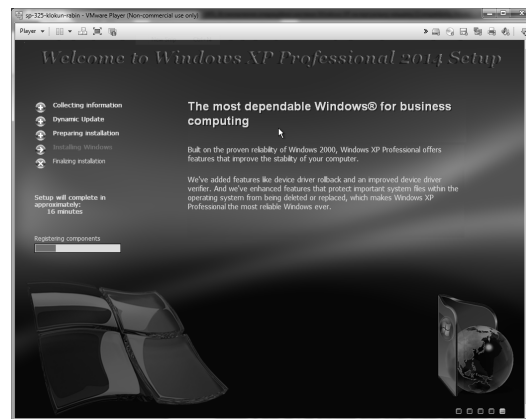 sp-325-klokun-rabin - VMware Player (Non-commercial use only)
Player
Welcome to Windows XP Professional 2014 Setup
Collecting information
Dynamic Update
Preparing installation
Installing Windows
Finalizing installation
Setup will complete in
approximately:
16 minutes
Registering components
The most dependable Windows® for business
computing
Built on the proven reliablity of Windows 2000, Windows XP Professional offers
features that improve the stability of your computer.
We've added features like device driver rollback and an improved device driver
verifier. And we've enhanced features that protect important system files within the
operating system from being deleted or replaced, which makes Windows XP
Professional the most reliable Windows ever.